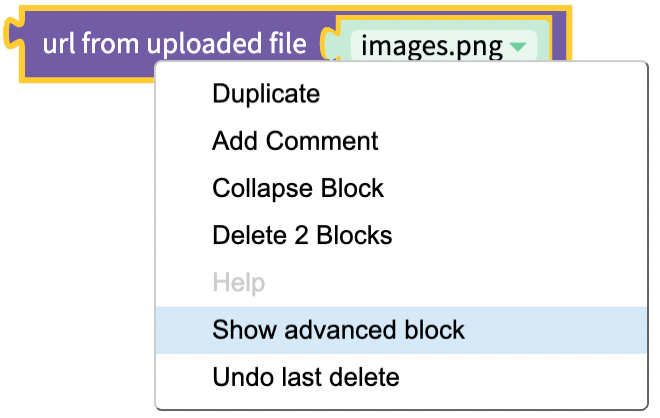 url from uploaded file images.png
Duplicate
Add Comment
Collapse Block
Delete 2 Blocks
Help
Show advanced block
Undo last delete